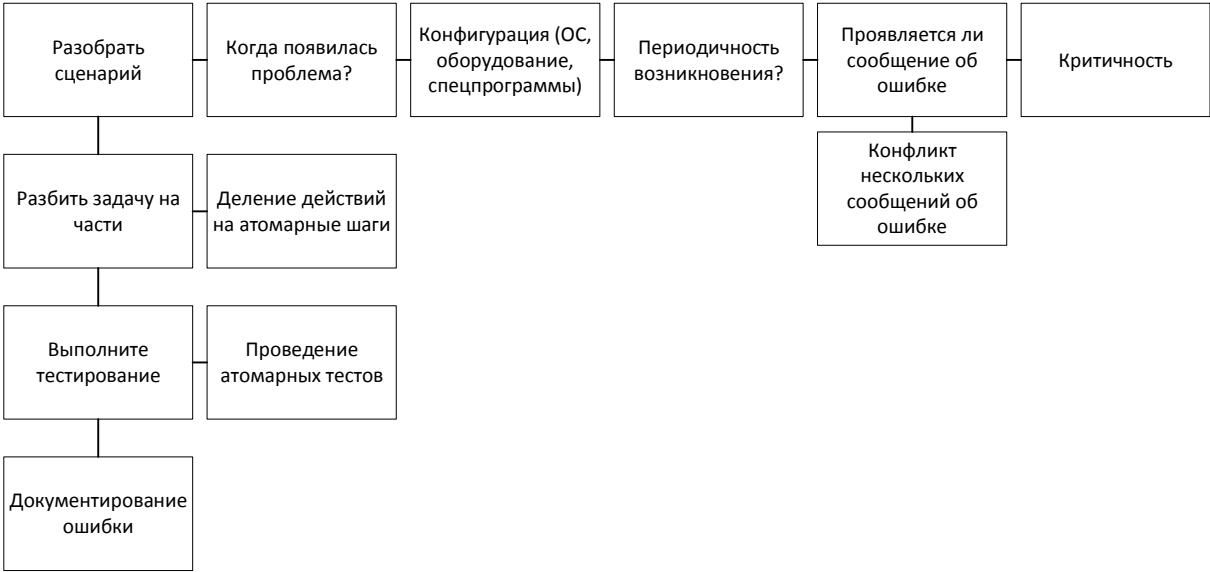 Разобрать
сценарий
Когда появилась
проблема?
Конфигурация (ОС,
оборудование,
спецпрограммы)
Периодичность
возникновения?
Проявляется ли
сообщение об
ошибке
Критичность
Конфликт
нескольких
сообщений об
ошибке
Разбить задачу на
части
Деление действий
на атомарные шаги
Выполните
тестирование
Проведение
атомарных тестов
Документирование
ошибки